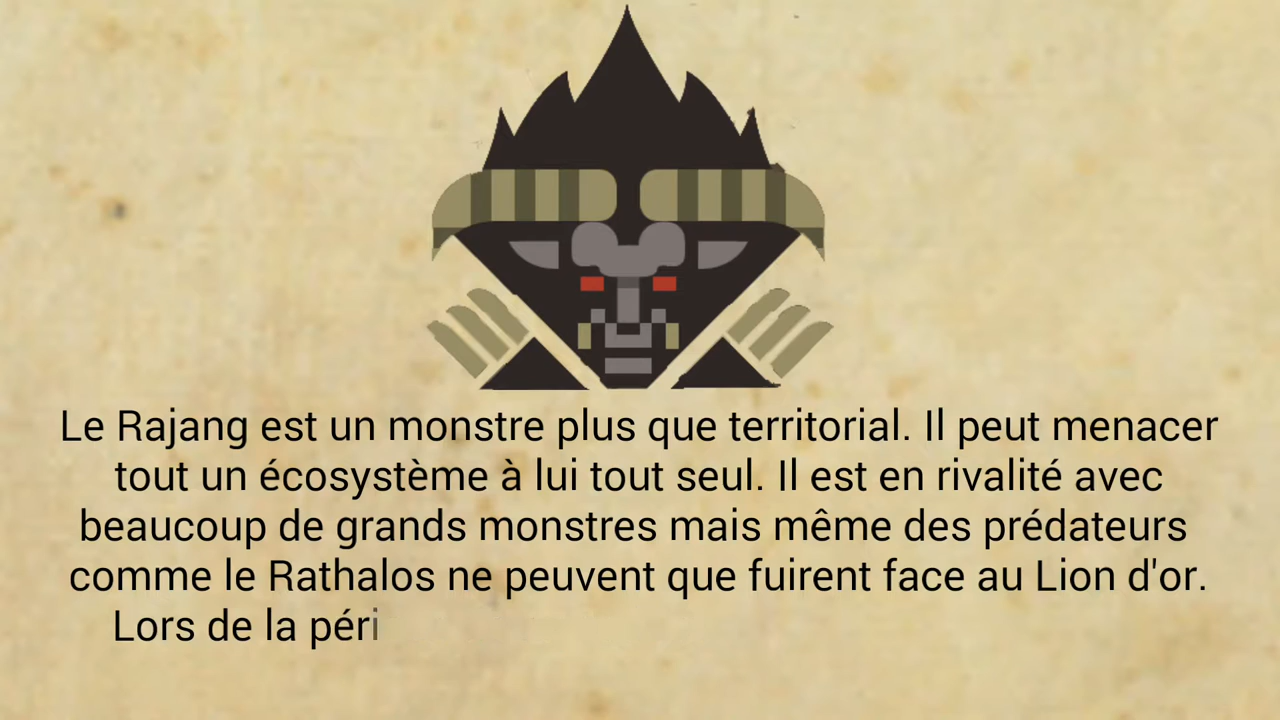 Le Rajang est un monstre plus que territorial. Il peut menacer
tout un écosystème à lui tout seul. Il est en rivalité avec
beaucoup de grands monstres mais même des prédateurs
comme le Rathalos ne peuvent que fuirent face au Lion d'or.
Lors de la péri